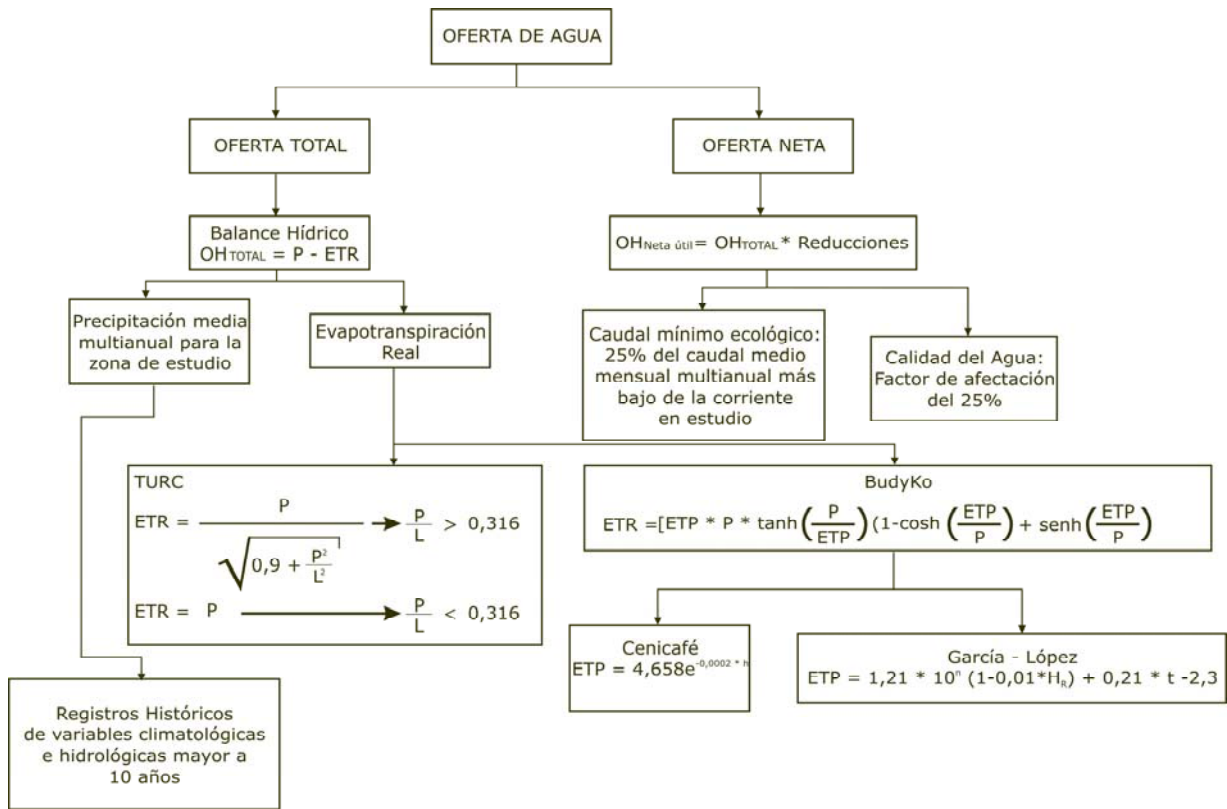 OFERTA DE AGUA
OFERTA TOTAL
OFERTA NETA
Balance Hídrico
OHTOTAL = P - ETR
OHNeta útil = OHTOTAL * Reducciones
Precipitación media
multianual para la
zona de estudio
Evapotranspiración
Real
Caudal mínimo ecológico:
25% del caudal medio
mensual multianual más
bajo de la corriente
en estudio
Calidad del Agua:
Factor de afectación
del 25%
TURC
ETR = P / √(0,9 + P²/L²) → P/L > 0,316
ETR = P → P/L < 0,316
BudyKo
ETR =[ETP * P * tanh (P/ETP) (1-cosh (ETP/P) + senh (ETP/P)
Cenicafé
ETP = 4,658e^-0,0002 * h
García - López
ETP = 1,21 * 10ⁿ (1-0,01*HR) + 0,21 * t -2,3
Registros Históricos
de variables climatológicas
e hidrológicas mayor a
10 años